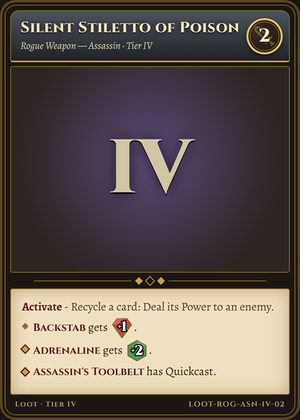 Silent Stiletto of Poison
2
Rogue Weapon — Assassin · Tier IV
IV
Activate - Recycle a card: Deal its Power to an enemy.
Backstab gets +1 .
Adrenaline gets +2 .
Assassin's Toolbelt has Quickcast.
Loot · Tier IV
LOOT-ROG-ASN-IV-02